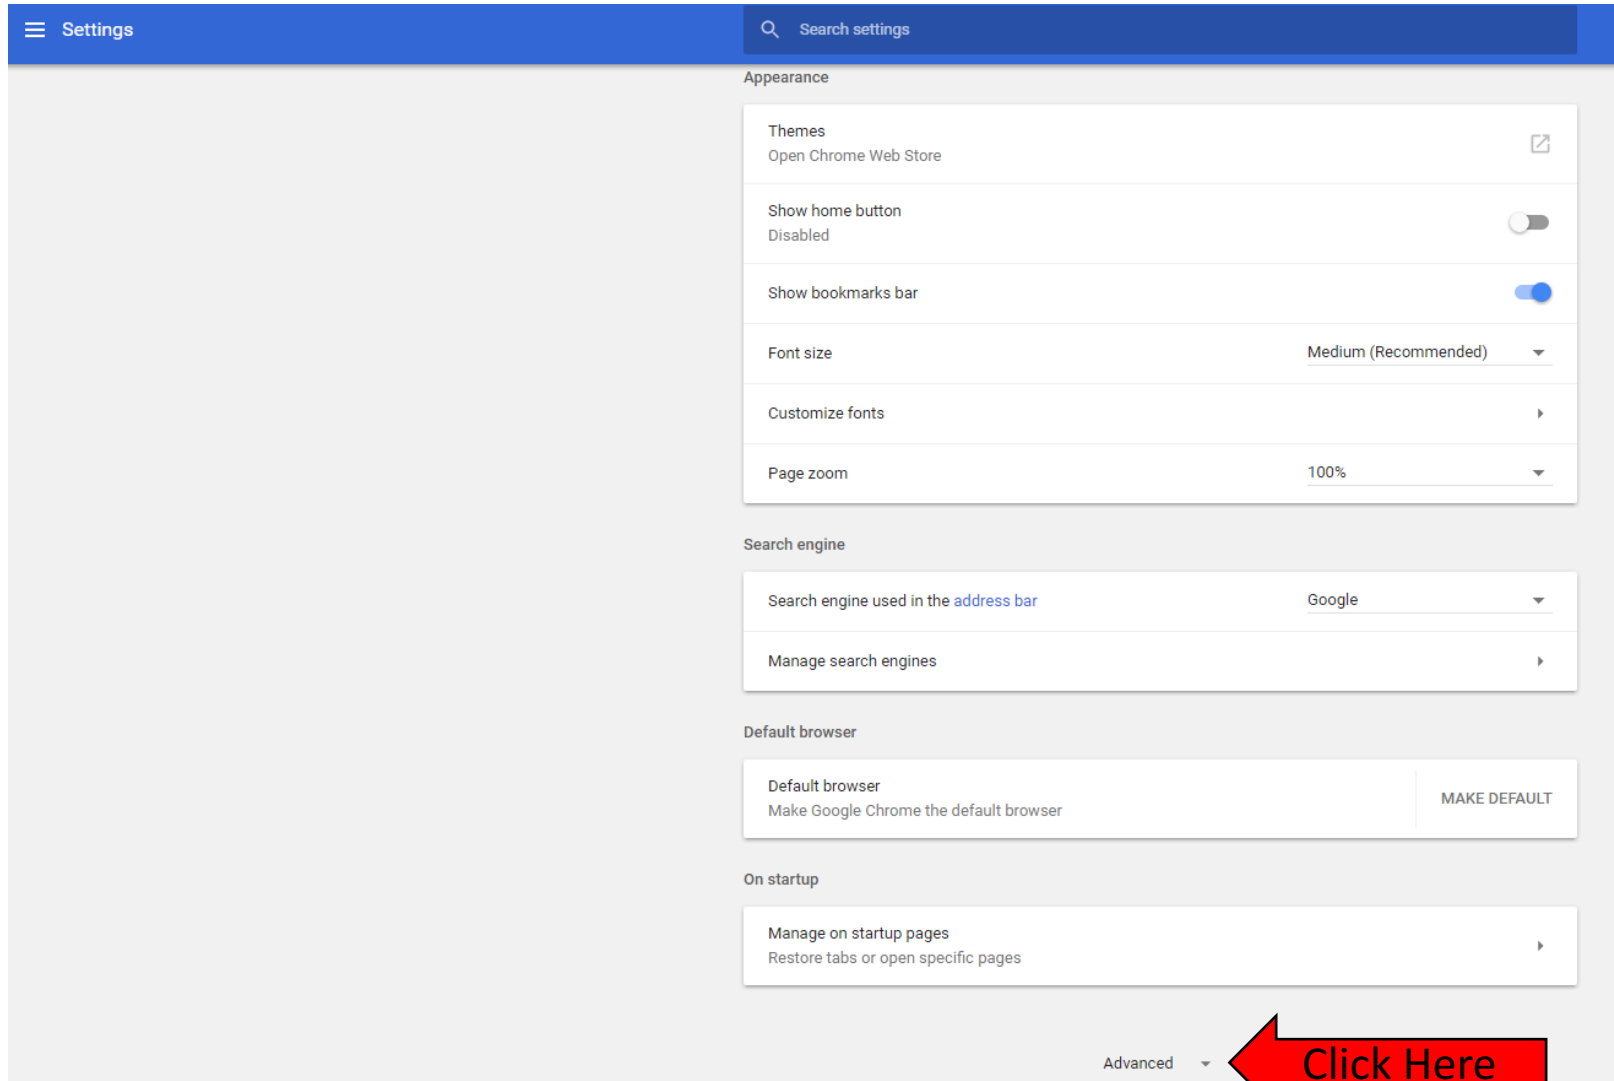 Settings
Search settings
Appearance
Themes
Open Chrome Web Store
Show home button
Disabled
Show bookmarks bar
Font size Medium (Recommended)
Customize fonts
Page zoom 100%
Search engine
Search engine used in the address bar Google
Manage search engines
Default browser
Default browser
Make Google Chrome the default browser
MAKE DEFAULT
On startup
Manage on startup pages
Restore tabs or open specific pages
Advanced
Click Here